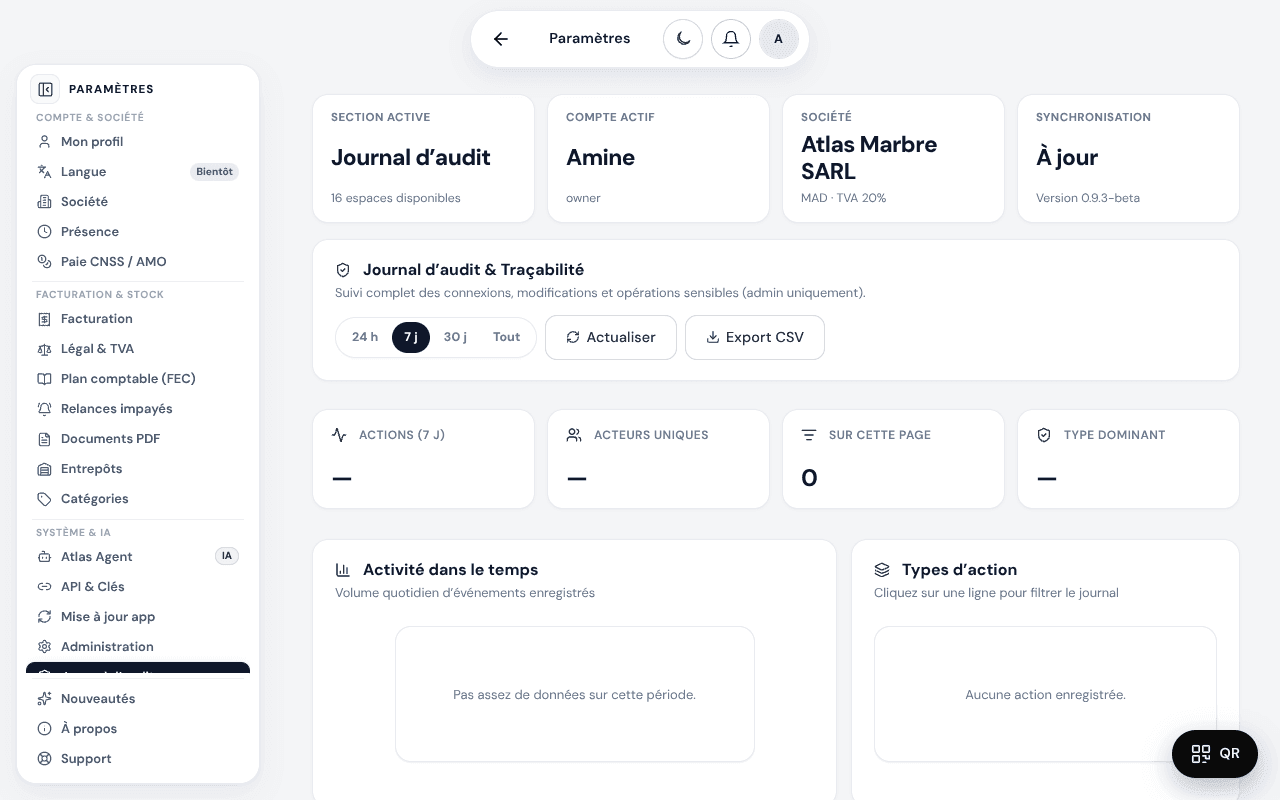 Paramètres
A
PARAMÈTRES
COMPTE & SOCIÉTÉ
Mon profil
Langue
Bientôt
Société
Présence
Paie CNSS / AMO
FACTURATION & STOCK
Facturation
Légal & TVA
Plan comptable (FEC)
Relances impayés
Documents PDF
Entrepôts
Catégories
SYSTÈME & IA
Atlas Agent
IA
API & Clés
Mise à jour app
Administration
Nouveautés
À propos
Support
SECTION ACTIVE
Journal d’audit
16 espaces disponibles
COMPTE ACTIF
Amine
owner
SOCIÉTÉ
Atlas Marbre
SARL
MAD · TVA 20%
SYNCHRONISATION
À jour
Version 0.9.3-beta
Journal d’audit & Traçabilité
Suivi complet des connexions, modifications et opérations sensibles (admin uniquement).
24 h
7 j
30 j
Tout
Actualiser
Export CSV
ACTIONS (7 J)
—
ACTEURS UNIQUES
—
SUR CETTE PAGE
0
TYPE DOMINANT
—
Activité dans le temps
Volume quotidien d’événements enregistrés
Pas assez de données sur cette période.
Types d’action
Cliquez sur une ligne pour filtrer le journal
Aucune action enregistrée.
QR